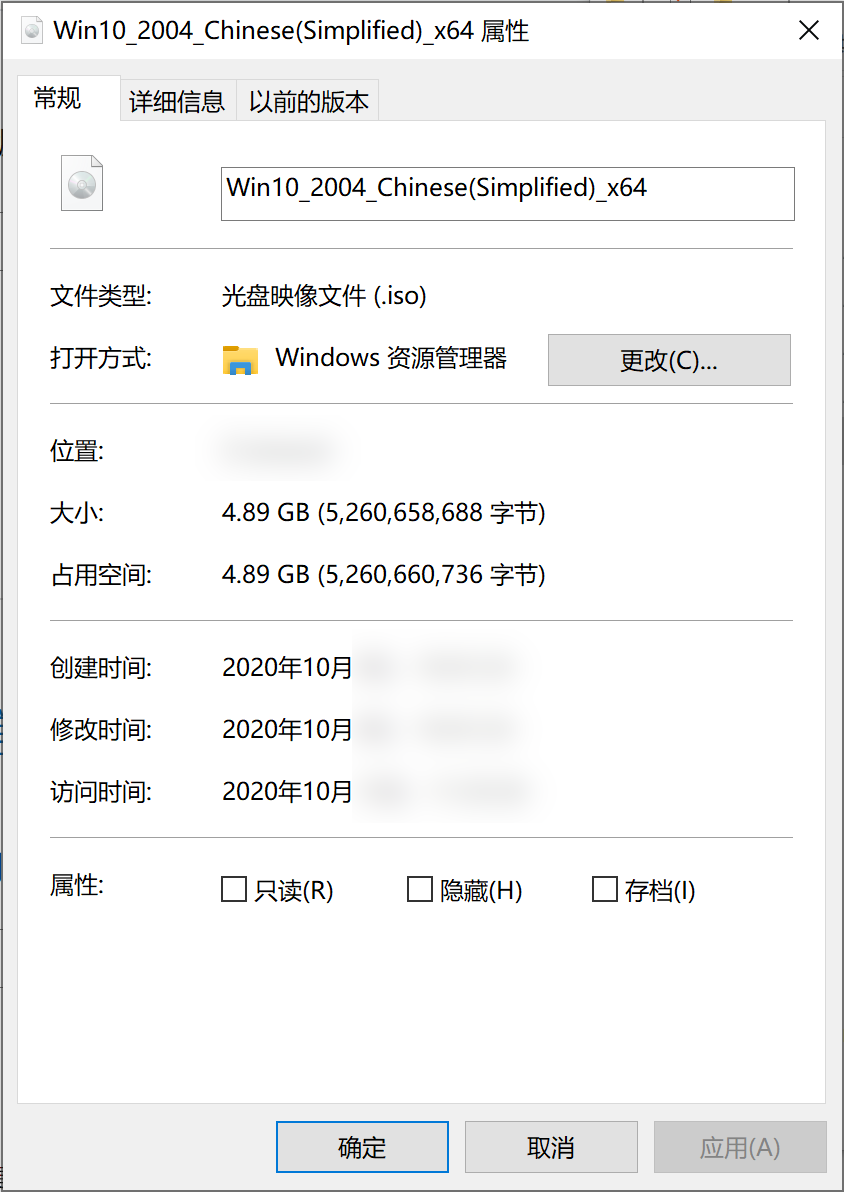 Win10_2004_Chinese(Simplified)_x64 属性
常规 详细信息 以前的版本
Win10_2004_Chinese(Simplified)_x64
文件类型: 光盘映像文件 (.iso)
打开方式: Windows 资源管理器 更改(C)...
位置:
大小: 4.89 GB (5,260,658,688 字节)
占用空间: 4.89 GB (5,260,660,736 字节)
创建时间: 2020年10月
修改时间: 2020年10月
访问时间: 2020年10月
属性: 只读(R) 隐藏(H) 存档(I)
确定 取消 应用(A)